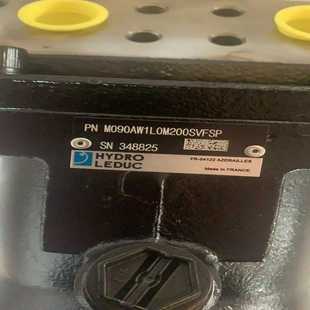 PN M090AW1L0M200SVFSP
SN 348825
HYDRO
LEDUC
FR-54122 AZERAILLES
Made in FRANCE